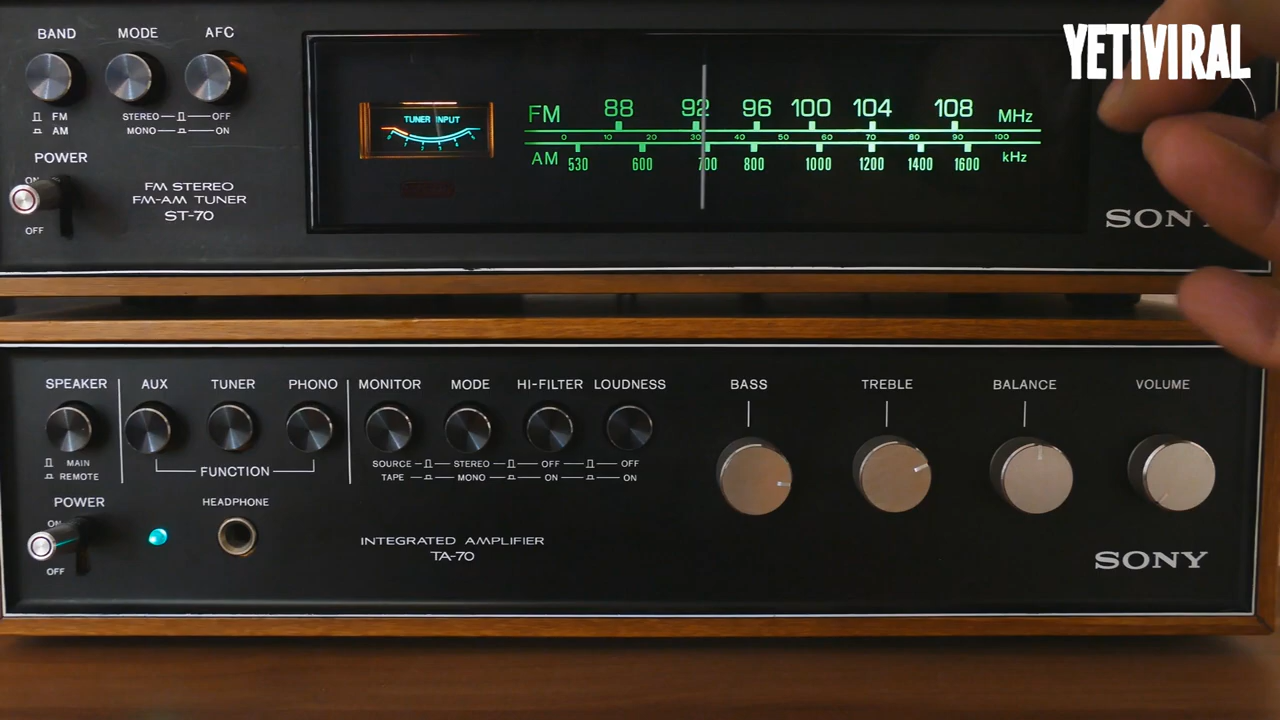 YETIVIRAL
BAND MODE AFC
FM STEREO OFF
AM MONO ON
POWER
ON
OFF
FM STEREO
FM-AM TUNER
ST-70
TUNER INPUT
FM 88 92 96 100 104 108 MHz
0 10 20 30 40 50 60 70 80 90 100
AM 530 600 700 800 1000 1200 1400 1600 kHz
SONY
SPEAKER AUX TUNER PHONO MONITOR MODE HI-FILTER LOUDNESS BASS TREBLE BALANCE VOLUME
MAIN
REMOTE
FUNCTION
SOURCE STEREO OFF OFF
TAPE MONO ON ON
POWER
ON
OFF
HEADPHONE
INTEGRATED AMPLIFIER
TA-70
SONY